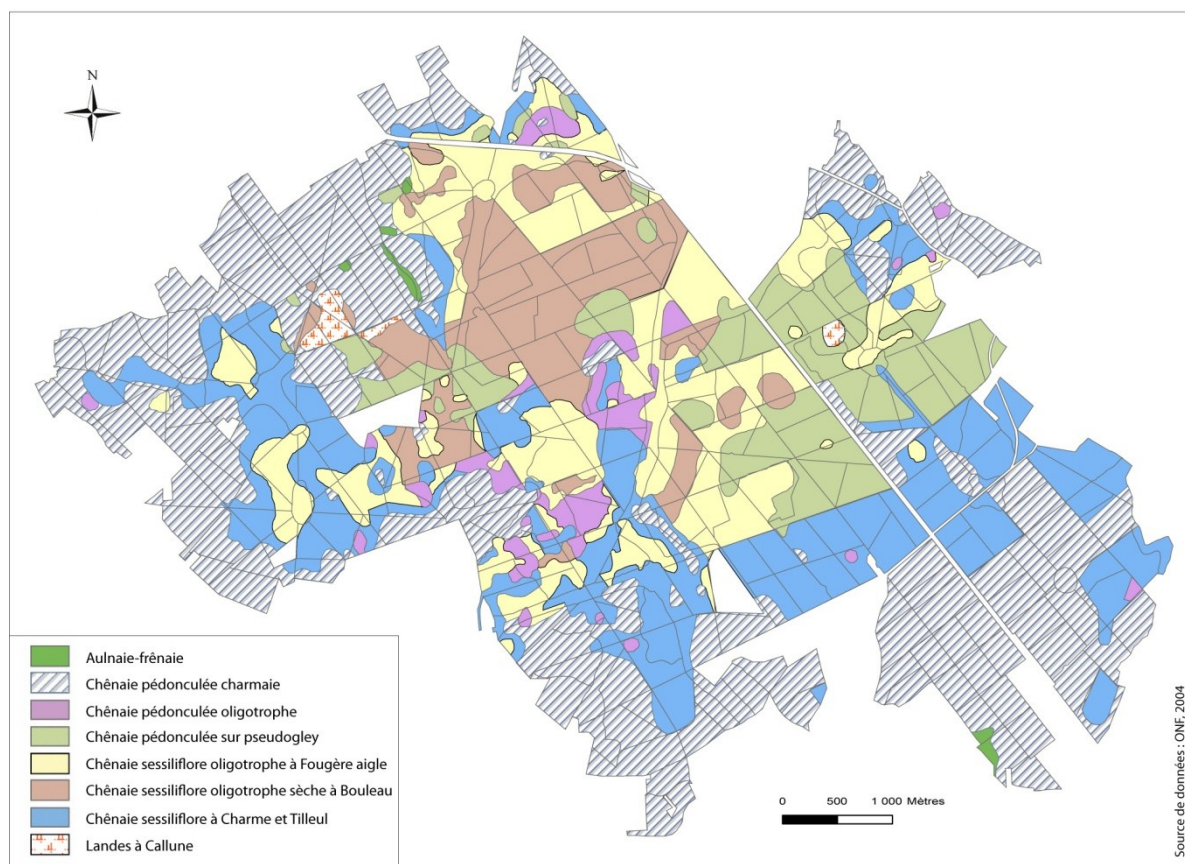 N
Aulnaie-frênaie
Chênaie pédonculée charmaie
Chênaie pédonculée oligotrophe
Chênaie pédonculée sur pseudogley
Chênaie sessiliflore oligotrophe à Fougère aigle
Chênaie sessiliflore oligotrophe sèche à Bouleau
Chênaie sessiliflore à Charme et Tilleul
Landes à Callune
0 500 1 000 Mètres
Source de données : ONF, 2004